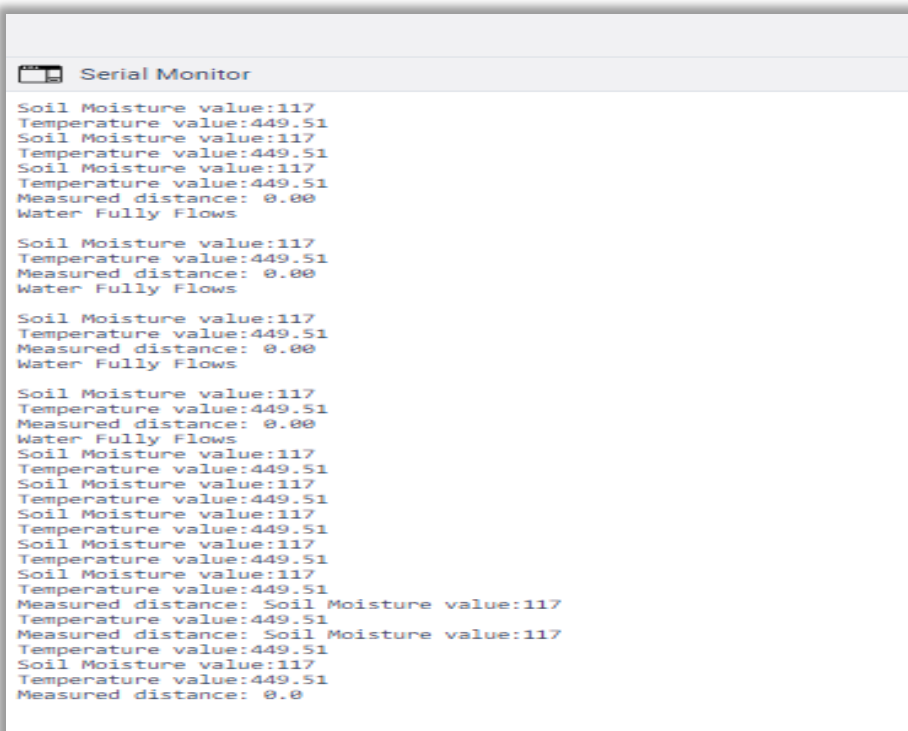 Serial Monitor
Soil Moisture value:117
Temperature value:449.51
Soil Moisture value:117
Temperature value:449.51
Soil Moisture value:117
Temperature value:449.51
Measured distance: 0.00
Water Fully Flows
Soil Moisture value:117
Temperature value:449.51
Measured distance: 0.00
Water Fully Flows
Soil Moisture value:117
Temperature value:449.51
Measured distance: 0.00
Water Fully Flows
Soil Moisture value:117
Temperature value:449.51
Measured distance: 0.00
Water Fully Flows
Soil Moisture value:117
Temperature value:449.51
Soil Moisture value:117
Temperature value:449.51
Soil Moisture value:117
Temperature value:449.51
Soil Moisture value:117
Temperature value:449.51
Soil Moisture value:117
Temperature value:449.51
Measured distance: Soil Moisture value:117
Temperature value:449.51
Measured distance: Soil Moisture value:117
Temperature value:449.51
Soil Moisture value:117
Temperature value:449.51
Measured distance: 0.0